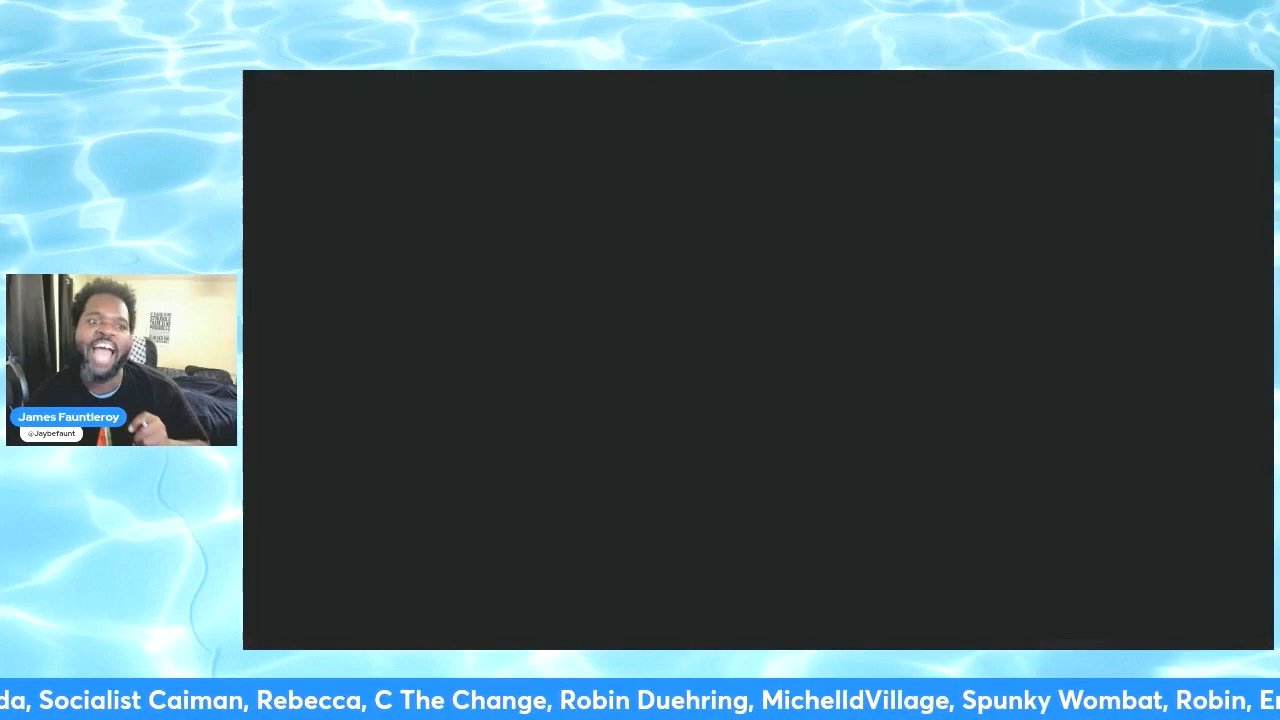 James Fauntleroy
@Jaybefaunt
da, Socialist Caiman, Rebecca, C The Change, Robin Duehring, MichelldVillage, Spunky Wombat, Robin, E